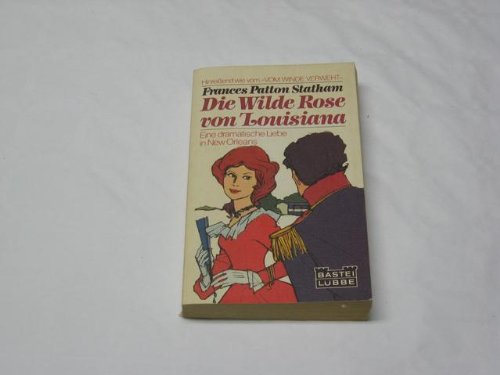 Hinreißend wie vom »VOM WINDE VERWEHT«
Frances Patton Statham
Die Wilde Rose
von Louisiana
Eine dramatische Liebe
in New Orleans
BASTEI
LÜBBE